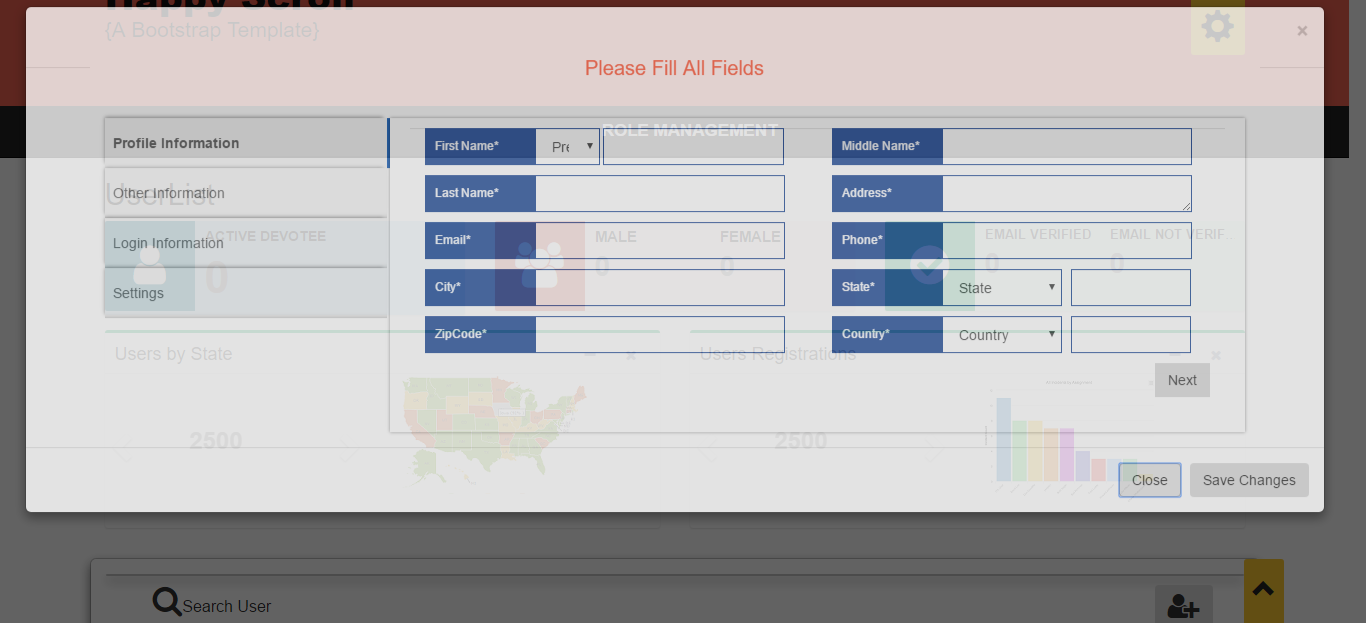 Happy Scroll
{A Bootstrap Template}
×
Please Fill All Fields
ROLE MANAGEMENT
Profile Information
Other Information
Login Information
Settings
First Name*
Pre
Middle Name*
Last Name*
Address*
Email*
Phone*
City*
State*
State
ZipCode*
Country*
Country
Next
UserList
ACTIVE DEVOTEE
0
MALE
0
FEMALE
0
EMAIL VERIFIED
0
EMAIL NOT VERIF..
0
Users by State
×
2500
Users Registrations
×
2500
Close
Save Changes
Search User